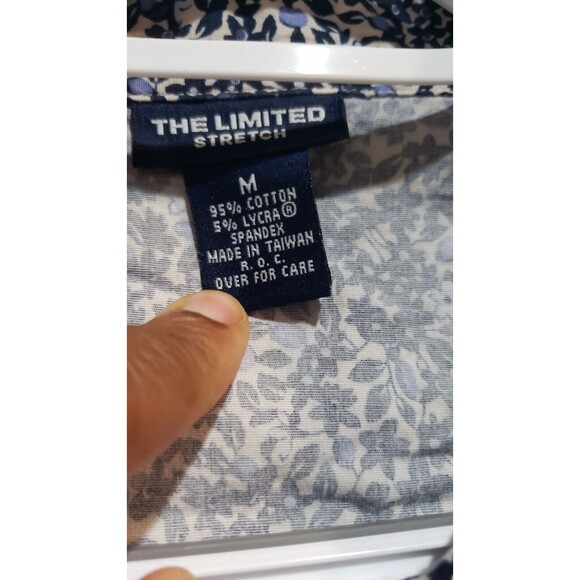 THE LIMITED
STRETCH
M
95% COTTON
5% LYCRA®
SPANDEX
MADE IN TAIWAN
R. O. C.
OVER FOR CARE